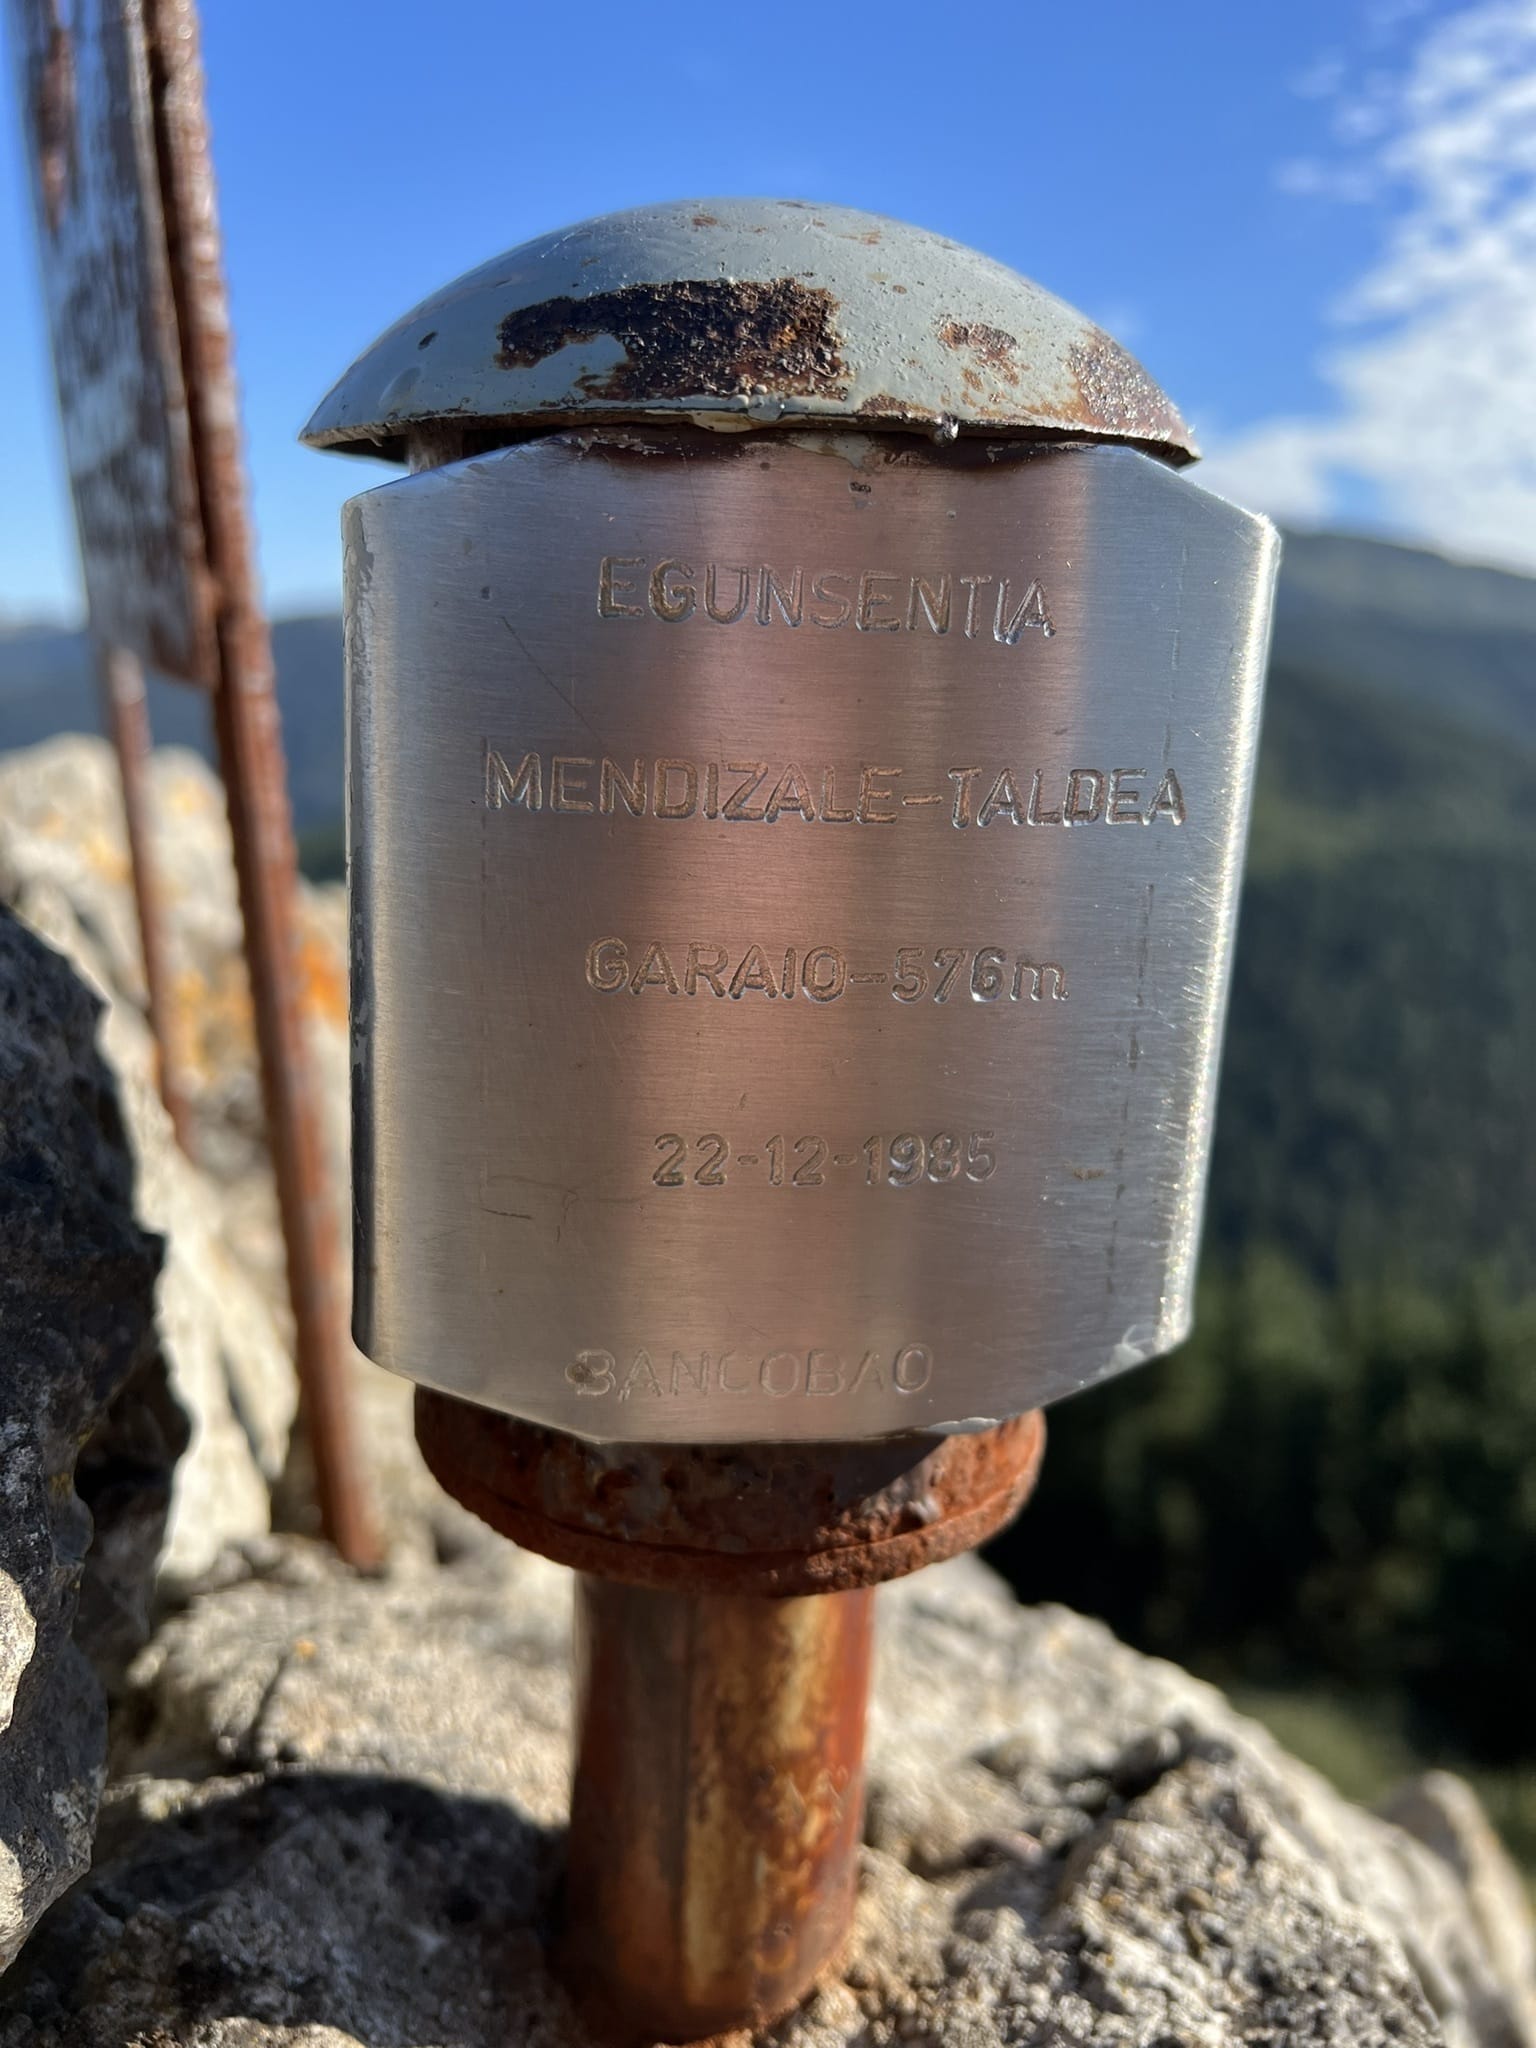 EGUNSENTIA
MENDIZALE-TALDEA
GARAIO-576m
22-12-1985
BANCOBAO